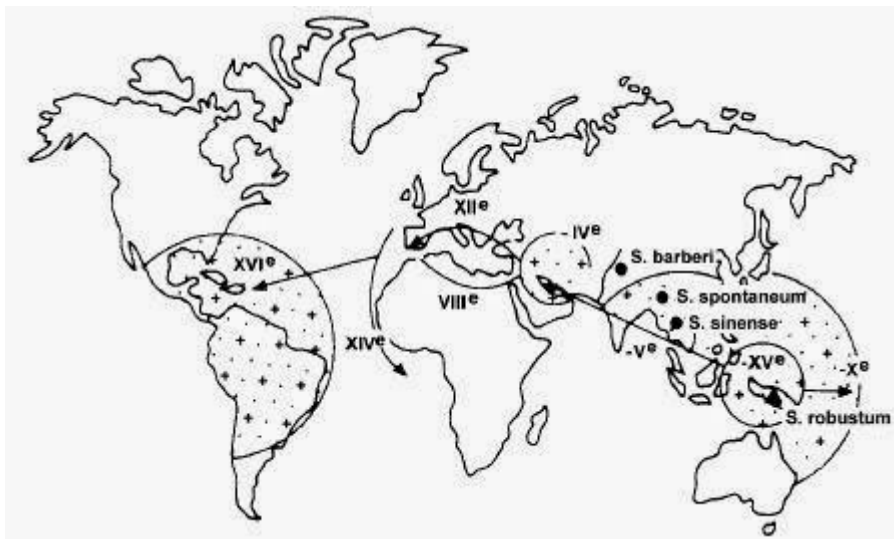 XIIe
IVe
S. barberi
XVIe
S. spontaneum
VIIIe
S. sinense
XIVe
-Ve
-XVe
-Xe
S. robustum